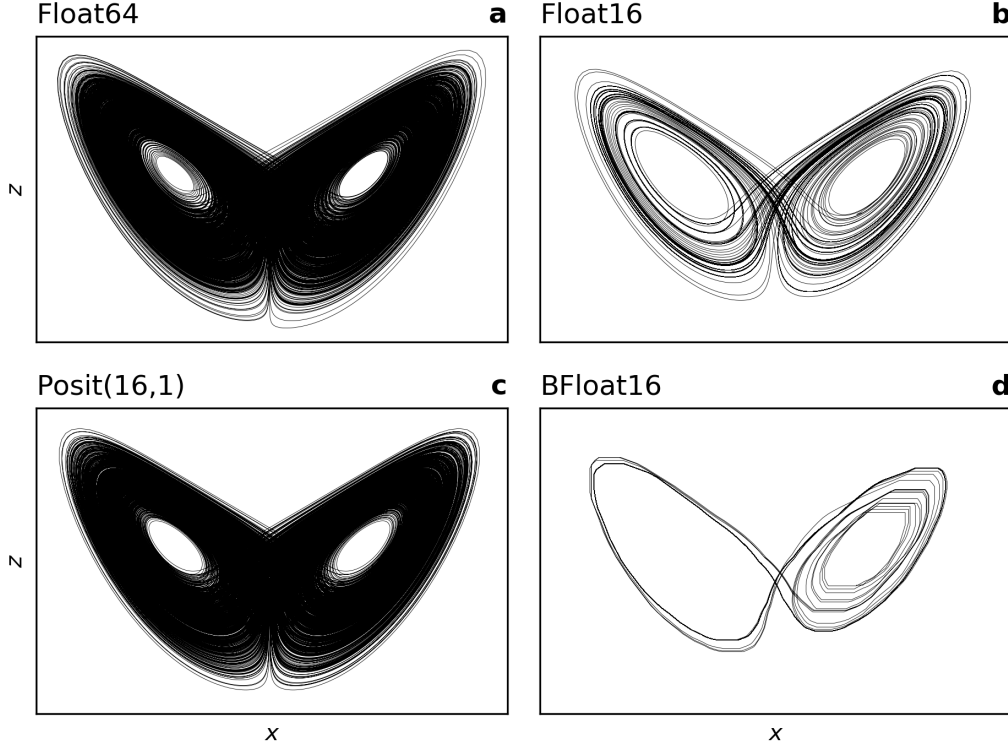 Float64 a
Float16 b
z
Posit(16,1) c
BFloat16 d
z
x
x